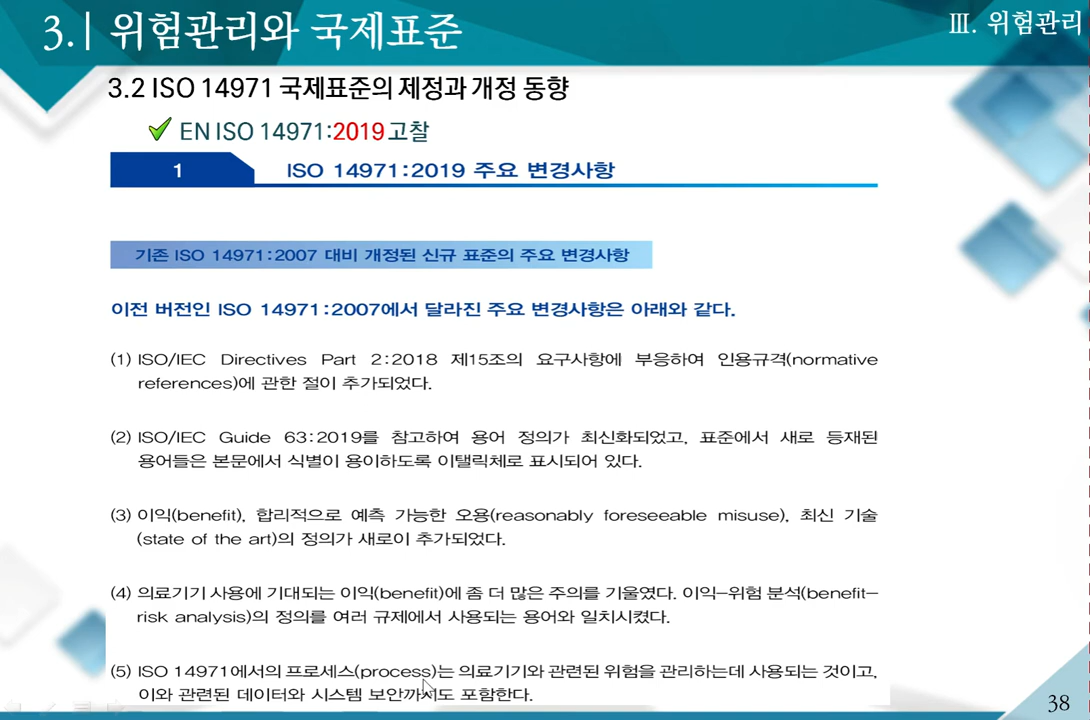 3.| 위험관리와 국제표준
Ⅲ. 위험관리
3.2 ISO 14971 국제표준의 제정과 개정 동향
EN ISO 14971:2019 고찰
1 ISO 14971:2019 주요 변경사항
기존 ISO 14971:2007 대비 개정된 신규 표준의 주요 변경사항
이전 버전인 ISO 14971:2007에서 달라진 주요 변경사항은 아래와 같다.
(1) ISO/IEC Directives Part 2:2018 제15조의 요구사항에 부응하여 인용규격(normative
references)에 관한 절이 추가되었다.
(2) ISO/IEC Guide 63:2019를 참고하여 용어 정의가 최신화되었고, 표준에서 새로 등재된
용어들은 본문에서 식별이 용이하도록 이탤릭체로 표시되어 있다.
(3) 이익(benefit), 합리적으로 예측 가능한 오용(reasonably foreseeable misuse), 최신 기술
(state of the art)의 정의가 새로이 추가되었다.
(4) 의료기기 사용에 기대되는 이익(benefit)에 좀 더 많은 주의를 기울였다. 이익-위험 분석(benefit-
risk analysis)의 정의를 여러 규제에서 사용되는 용어와 일치시켰다.
(5) ISO 14971에서의 프로세스(process)는 의료기기와 관련된 위험을 관리하는데 사용되는 것이고,
이와 관련된 데이터와 시스템 보안까지도 포함한다.
38